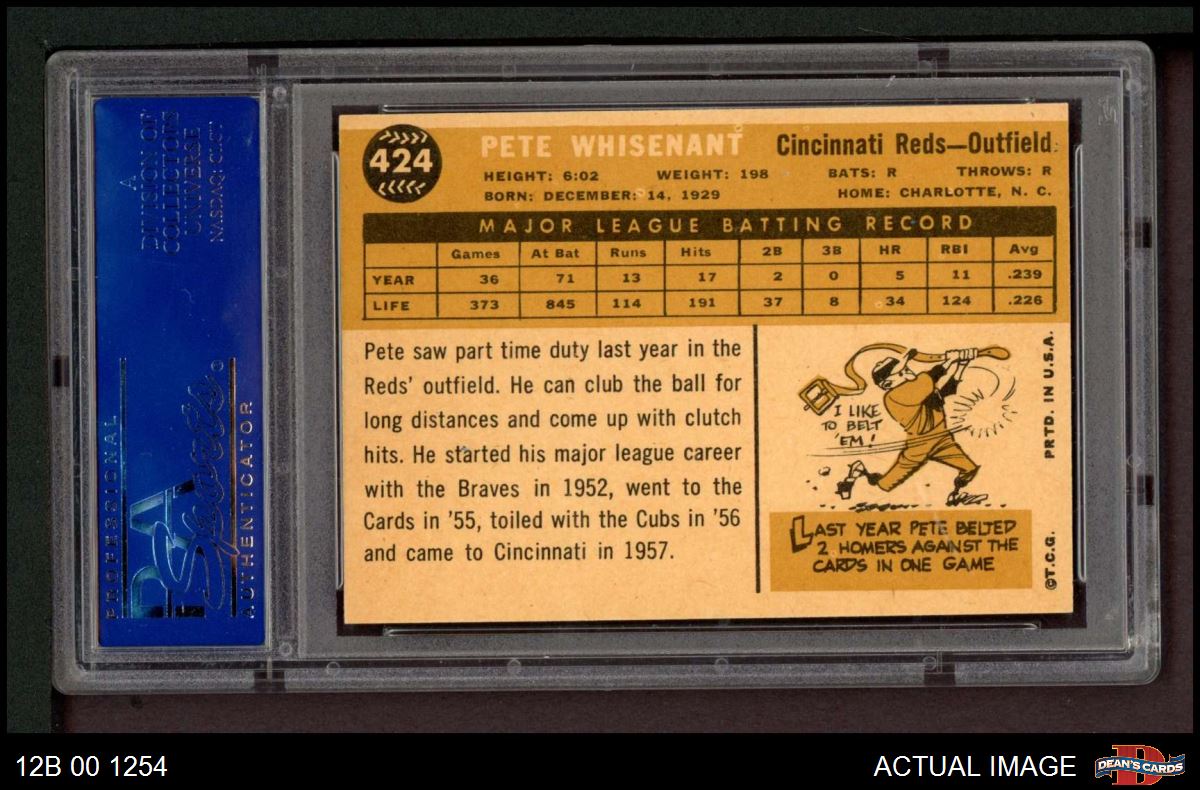 A
DIVISION OF
COLLECTORS
UNIVERSE
NASDAQ: CLCT
PROFESSIONAL
PSA
Sports
AUTHENTICATOR
424
PETE WHISENANT Cincinnati Reds—Outfield
HEIGHT: 6:02 WEIGHT: 198 BATS: R THROWS: R
BORN: DECEMBER 14, 1929 HOME: CHARLOTTE, N. C.
MAJOR LEAGUE BATTING RECORD
Games At Bat Runs Hits 2B 3B HR RBI Avg
YEAR 36 71 13 17 2 0 5 11 .239
LIFE 373 845 114 191 37 8 34 124 .226
Pete saw part time duty last year in the
Reds' outfield. He can club the ball for
long distances and come up with clutch
hits. He started his major league career
with the Braves in 1952, went to the
Cards in '55, toiled with the Cubs in '56
and came to Cincinnati in 1957.
I LIKE
TO BELT
'EM!
LAST YEAR PETE BELTED
2 HOMERS AGAINST THE
CARDS IN ONE GAME
©T.C.G. PRTD. IN U.S.A.
12B 00 1254 ACTUAL IMAGE
DEAN'S CARDS